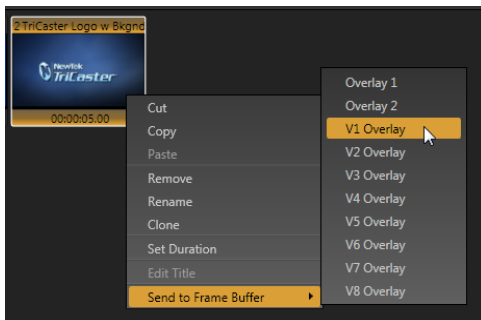 2 TriCaster Logo w Bkgnd
NewTek
TriCaster
00:00:05.00
Cut
Copy
Paste
Remove
Rename
Clone
Set Duration
Edit Title
Send to Frame Buffer
Overlay 1
Overlay 2
V1 Overlay
V2 Overlay
V3 Overlay
V4 Overlay
V5 Overlay
V6 Overlay
V7 Overlay
V8 Overlay